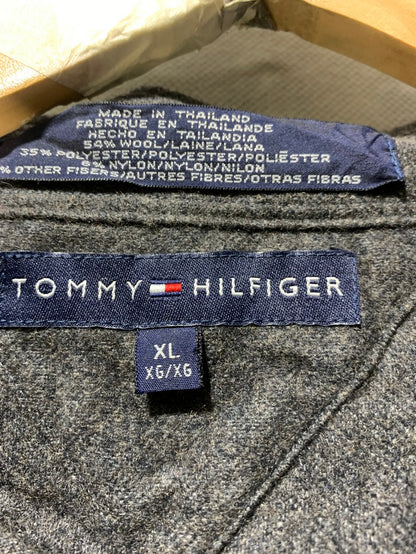 MADE IN THAILAND
FABRIQUE EN THAILANDE
HECHO EN TAILANDIA
54% WOOL/LAINE/LANA
35% POLYESTER/POLYESTER/POLIÉSTER
6% NYLON/NYLON/NILON
% OTHER FIBERS/AUTRES FIBRES/OTRAS FIBRAS
TOMMY HILFIGER
XL
XG/XG